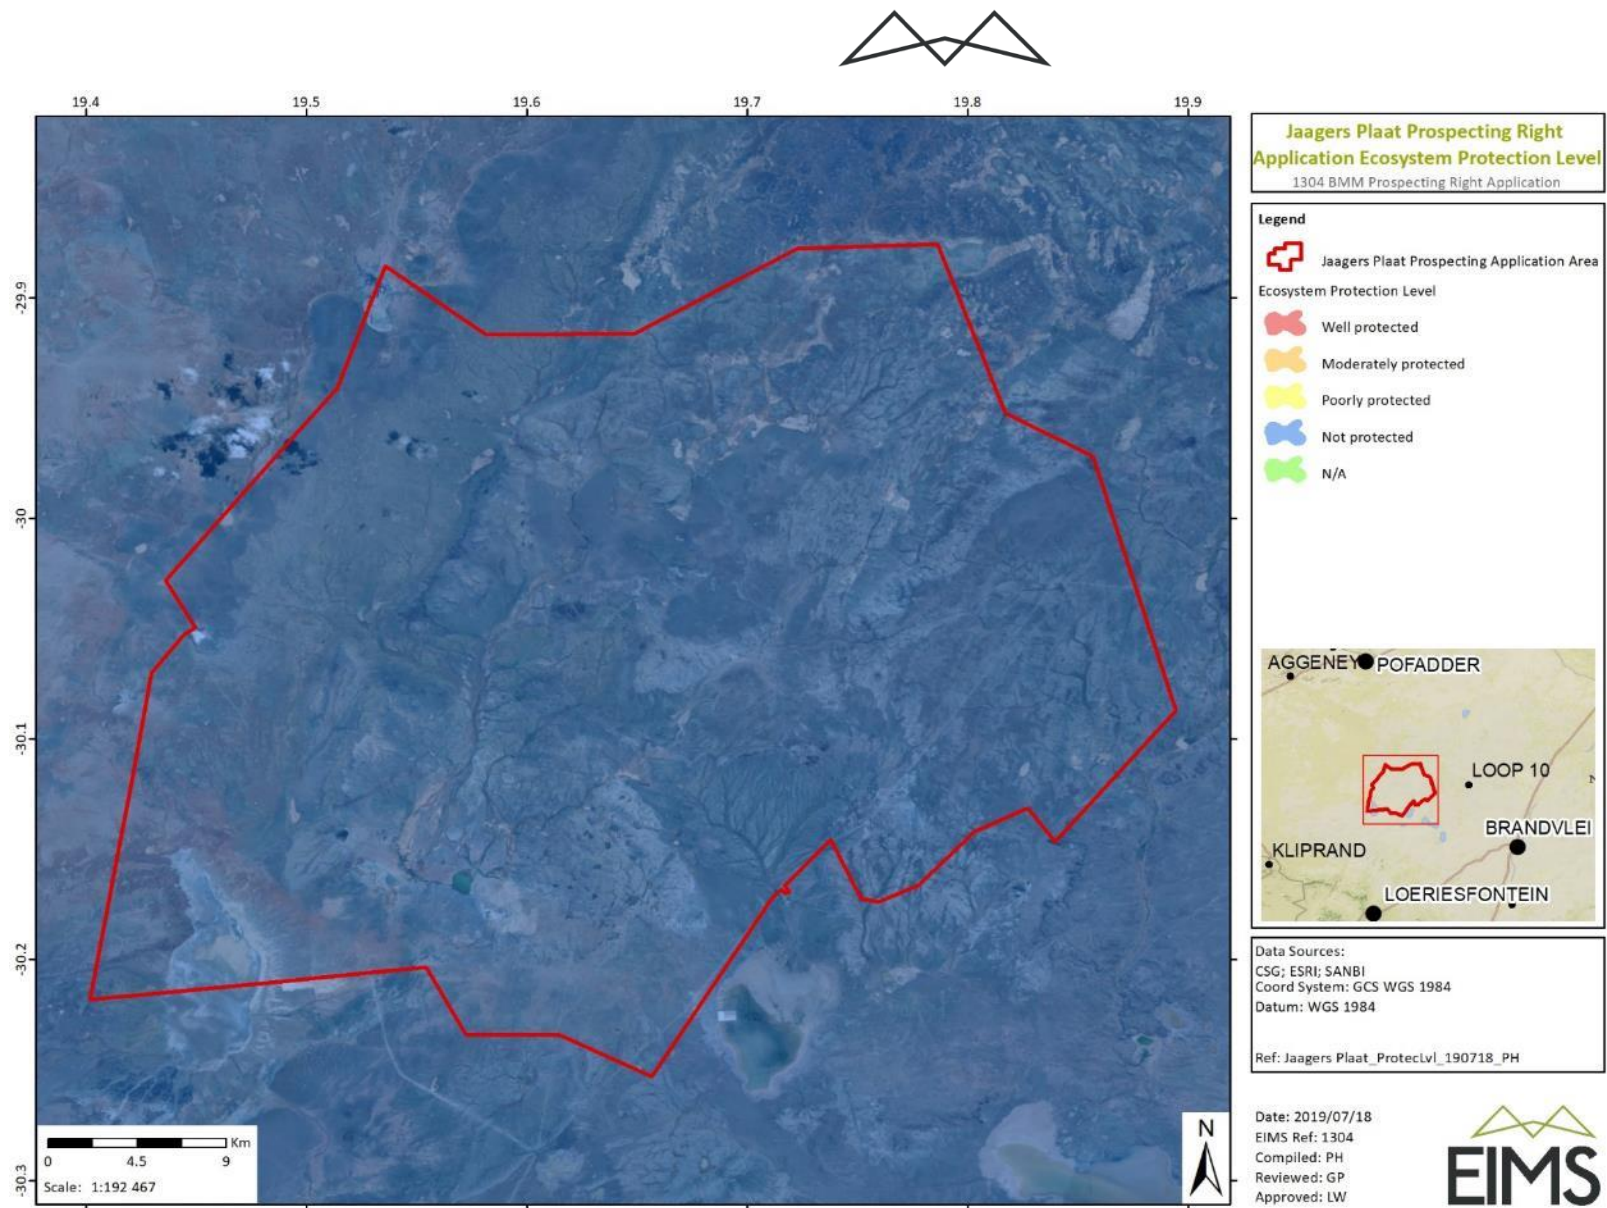 19.4
19.5
19.6
19.7
19.8
19.9
-29.9
-30
-30.1
-30.2
-30.3
Km
0
4.5
9
Scale: 1:192 467
N
Jaagers Plaat Prospecting Right
Application Ecosystem Protection Level
1304 BMM Prospecting Right Application
Legend
Jaagers Plaat Prospecting Application Area
Ecosystem Protection Level
Well protected
Moderately protected
Poorly protected
Not protected
N/A
AGGENEY
POFADDER
LOOP 10
BRANDVLEI
KLIPRAND
LOERIESFONTEIN
Data Sources:
CSG; ESRI; SANBI
Coord System: GCS WGS 1984
Datum: WGS 1984
Ref: Jaagers Plaat_ProtecLvl_190718_PH
Date: 2019/07/18
EIMS Ref: 1304
Compiled: PH
Reviewed: GP
Approved: LW
EIMS